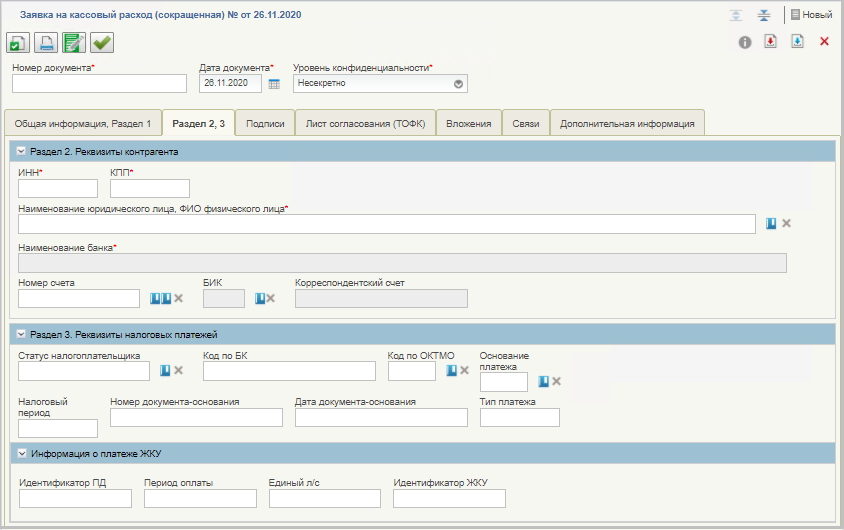 Заявка на кассовый расход (сокращенная) № от 26.11.2020
Новый
Номер документа* Дата документа* Уровень конфиденциальности*
26.11.2020 Несекретно
Общая информация, Раздел 1 Раздел 2, 3 Подписи Лист согласования (ТОФК) Вложения Связи Дополнительная информация
Раздел 2. Реквизиты контрагента
ИНН* КПП*
Наименование юридического лица, ФИО физического лица*
Наименование банка*
Номер счета БИК Корреспондентский счет
Раздел 3. Реквизиты налоговых платежей
Статус налогоплательщика Код по БК Код по ОКТМО Основание
платежа
Налоговый
период Номер документа-основания Дата документа-основания Тип платежа
Информация о платеже ЖКУ
Идентификатор ПД Период оплаты Единый л/с Идентификатор ЖКУ